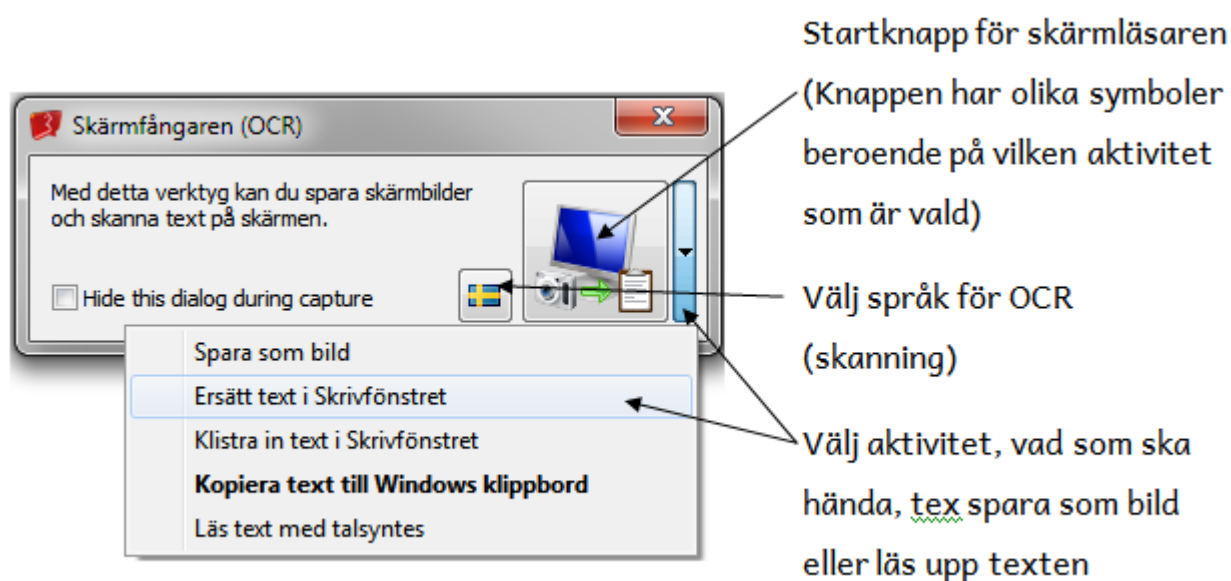 Skärmfångaren (OCR)
Med detta verktyg kan du spara skärmbilder
och skanna text på skärmen.
Hide this dialog during capture
Spara som bild
Ersätt text i Skrivfönstret
Klistra in text i Skrivfönstret
Kopiera text till Windows klippbord
Läs text med talsyntes
Startknapp för skärmläsaren
(Knappen har olika symboler
beroende på vilken aktivitet
som är vald)
Välj språk för OCR
(skanning)
Välj aktivitet, vad som ska
hända, tex spara som bild
eller läs upp texten